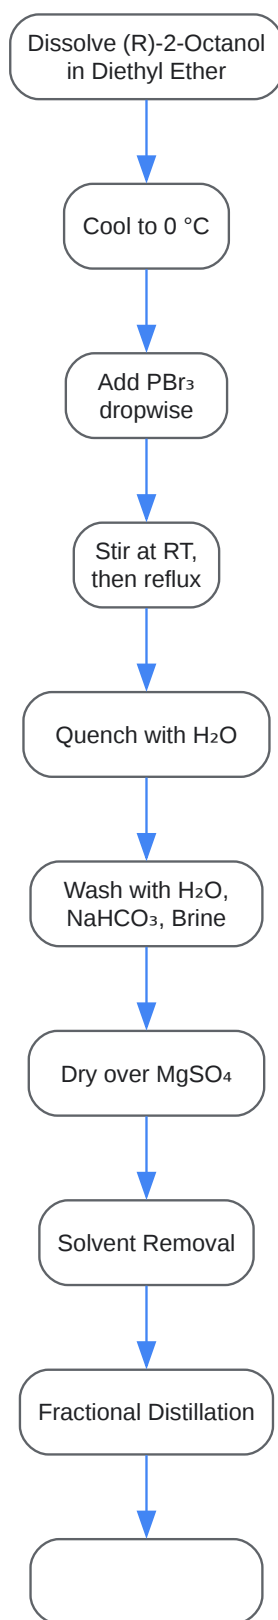 Dissolve (R)-2-Octanol
in Diethyl Ether
Cool to 0 °C
Add PBr₃
dropwise
Stir at RT,
then reflux
Quench with H₂O
Wash with H₂O,
NaHCO₃, Brine
Dry over MgSO₄
Solvent Removal
Fractional Distillation